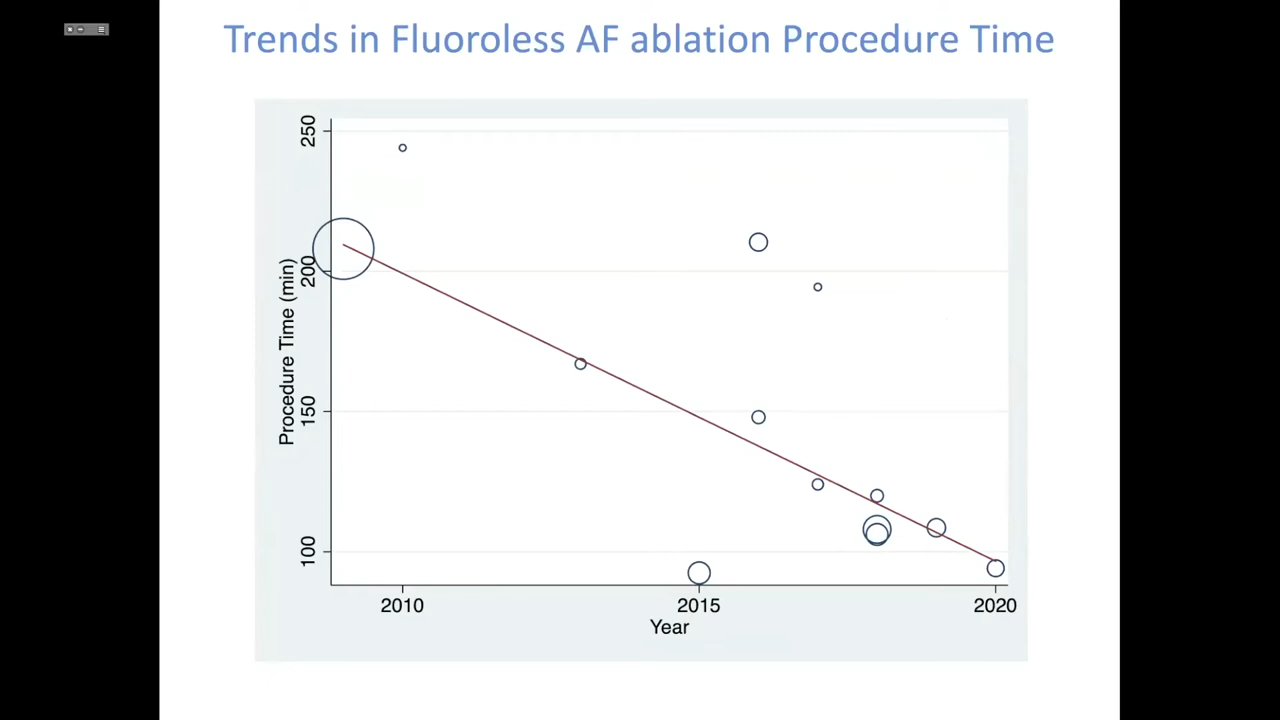 Trends in Fluoroless AF ablation Procedure Time
Procedure Time (min)
250
200
150
100
2010
2015
2020
Year